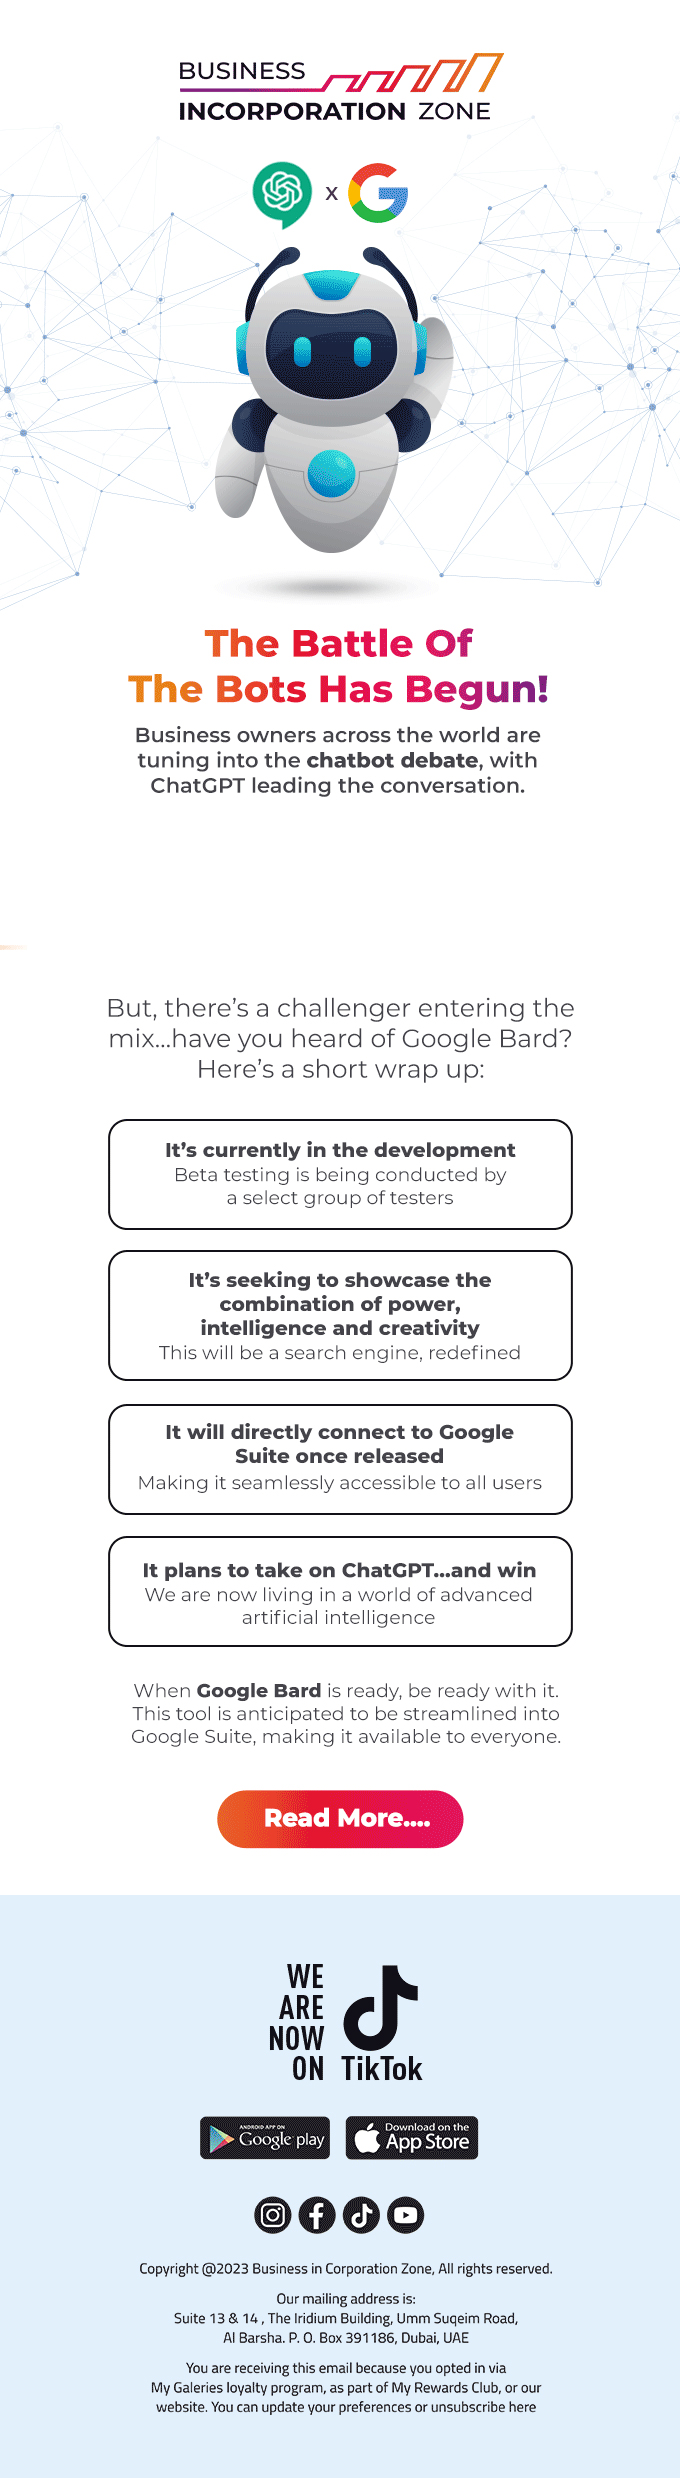 BUSINESS
INCORPORATION ZONE
x
The Battle Of
The Bots Has Begun!
Business owners across the world are
tuning into the chatbot debate, with
ChatGPT leading the conversation.
But, there's a challenger entering the
mix...have you heard of Google Bard?
Here's a short wrap up:
It's currently in the development
Beta testing is being conducted by
a select group of testers
It's seeking to showcase the
combination of power,
intelligence and creativity
This will be a search engine, redefined
It will directly connect to Google
Suite once released
Making it seamlessly accessible to all users
It plans to take on ChatGPT...and win
We are now living in a world of advanced
artificial intelligence
When Google Bard is ready, be ready with it.
This tool is anticipated to be streamlined into
Google Suite, making it available to everyone.
Read More....
WE
ARE
NOW
ON TikTok
ANDROID APP ON
Google play
Download on the
App Store
Copyright @2023 Business in Corporation Zone, All rights reserved.
Our mailing address is:
Suite 13 & 14 , The Iridium Building, Umm Suqeim Road,
Al Barsha. P. O. Box 391186, Dubai, UAE
You are receiving this email because you opted in via
My Galeries loyalty program, as part of My Rewards Club, or our
website. You can update your preferences or unsubscribe here